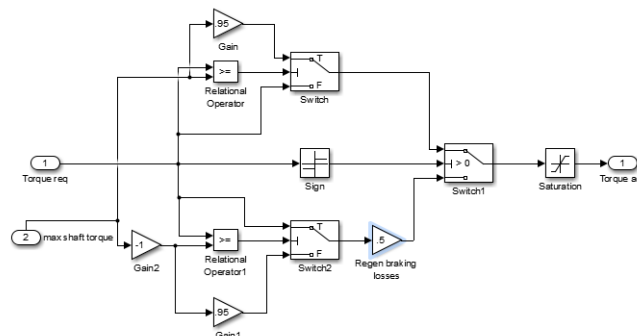 .95
Gain
>=
Relational
Operator
T
F
Switch
1
Torque req
Sign
> 0
Switch1
Saturation
1
Torque a
2
max shaft torque
-1
Gain2
>=
Relational
Operator1
T
F
Switch2
.5
Regen braking
losses
.95
Gain1